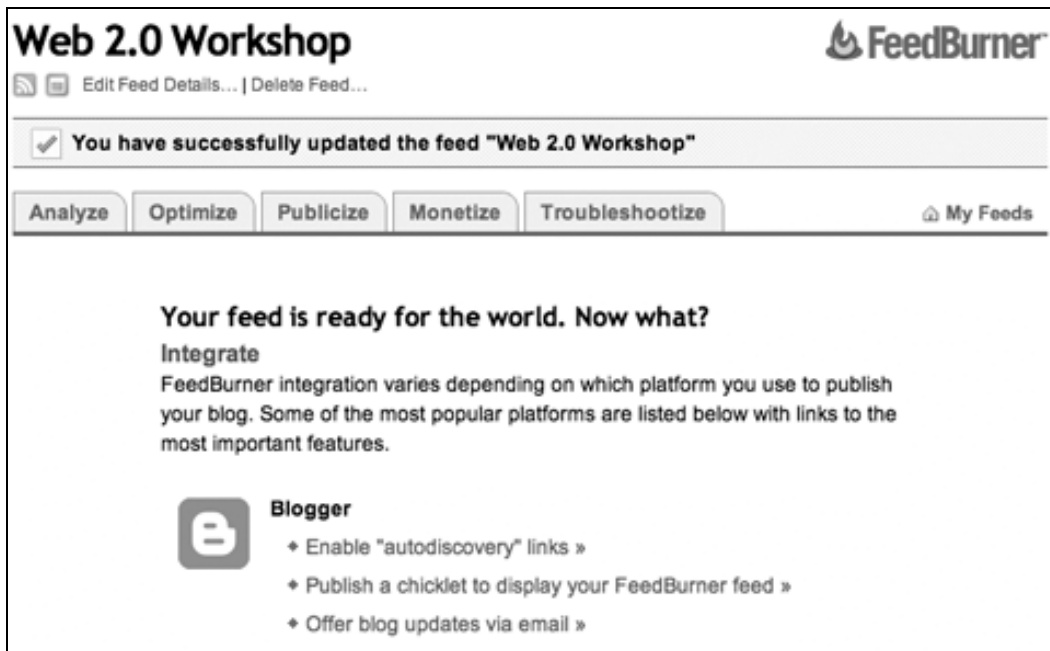 Web 2.0 Workshop
FeedBurner™
Edit Feed Details... | Delete Feed...
You have successfully updated the feed "Web 2.0 Workshop"
Analyze Optimize Publicize Monetize Troubleshootize My Feeds
Your feed is ready for the world. Now what?
Integrate
FeedBurner integration varies depending on which platform you use to publish
your blog. Some of the most popular platforms are listed below with links to the
most important features.
Blogger
Enable "autodiscovery" links »
Publish a chicklet to display your FeedBurner feed »
Offer blog updates via email »